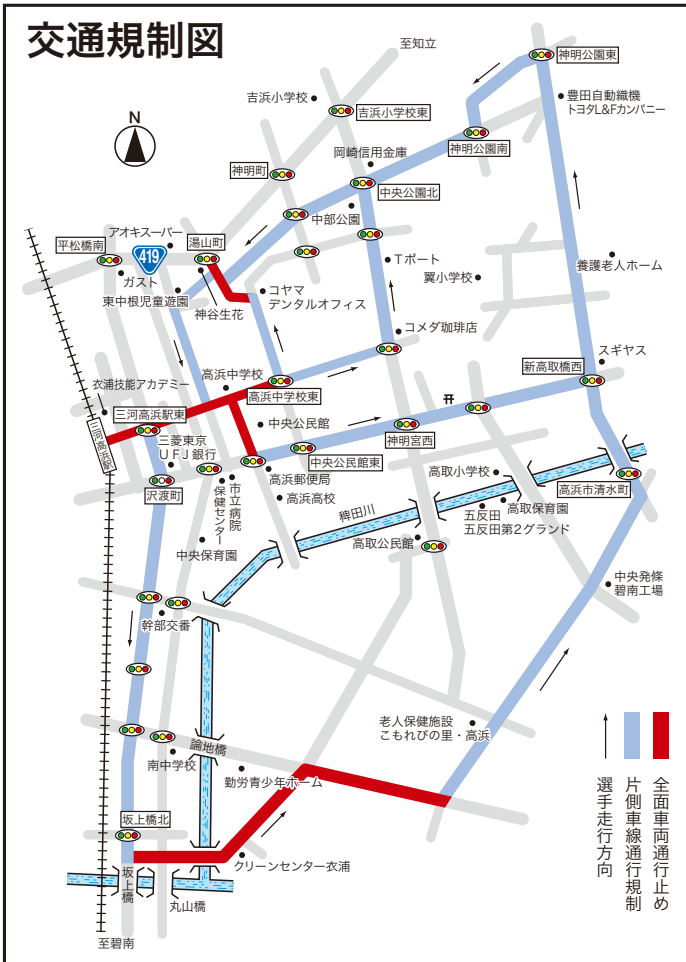 交通規制図
至知立
神明公園東
吉浜小学校
吉浜小学校東
豊田自動織機
トヨタL&Fカンパニー
N
神明町
岡崎信用金庫
神明公園南
中央公園北
中部公園
アオキスーパー
湯山町
平松橋南
419
ガスト
東中根児童遊園
神谷生花
コヤマ
デンタルオフィス
Tポート
翼小学校
養護老人ホーム
コメダ珈琲店
スギヤス
新高取橋西
衣浦技能アカデミー
高浜中学校
高浜中学校東
三河高浜駅東
三河高浜駅
三菱東京
UFJ銀行
中央公民館
中央公民館東
神明宮西
沢渡町
市立病院
保健センター
高浜郵便局
高浜高校
高取小学校
高浜市清水町
高取保育園
五反田
五反田第2グランド
稗田川
中央保育園
高取公民館
中央発條
碧南工場
幹部交番
老人保健施設
こもれびの里・高浜
論地橋
南中学校
勤労青少年ホーム
坂上橋北
クリーンセンター衣浦
坂上橋
丸山橋
至碧南
全面車両通行止め
片側車線通行規制
選手走行方向